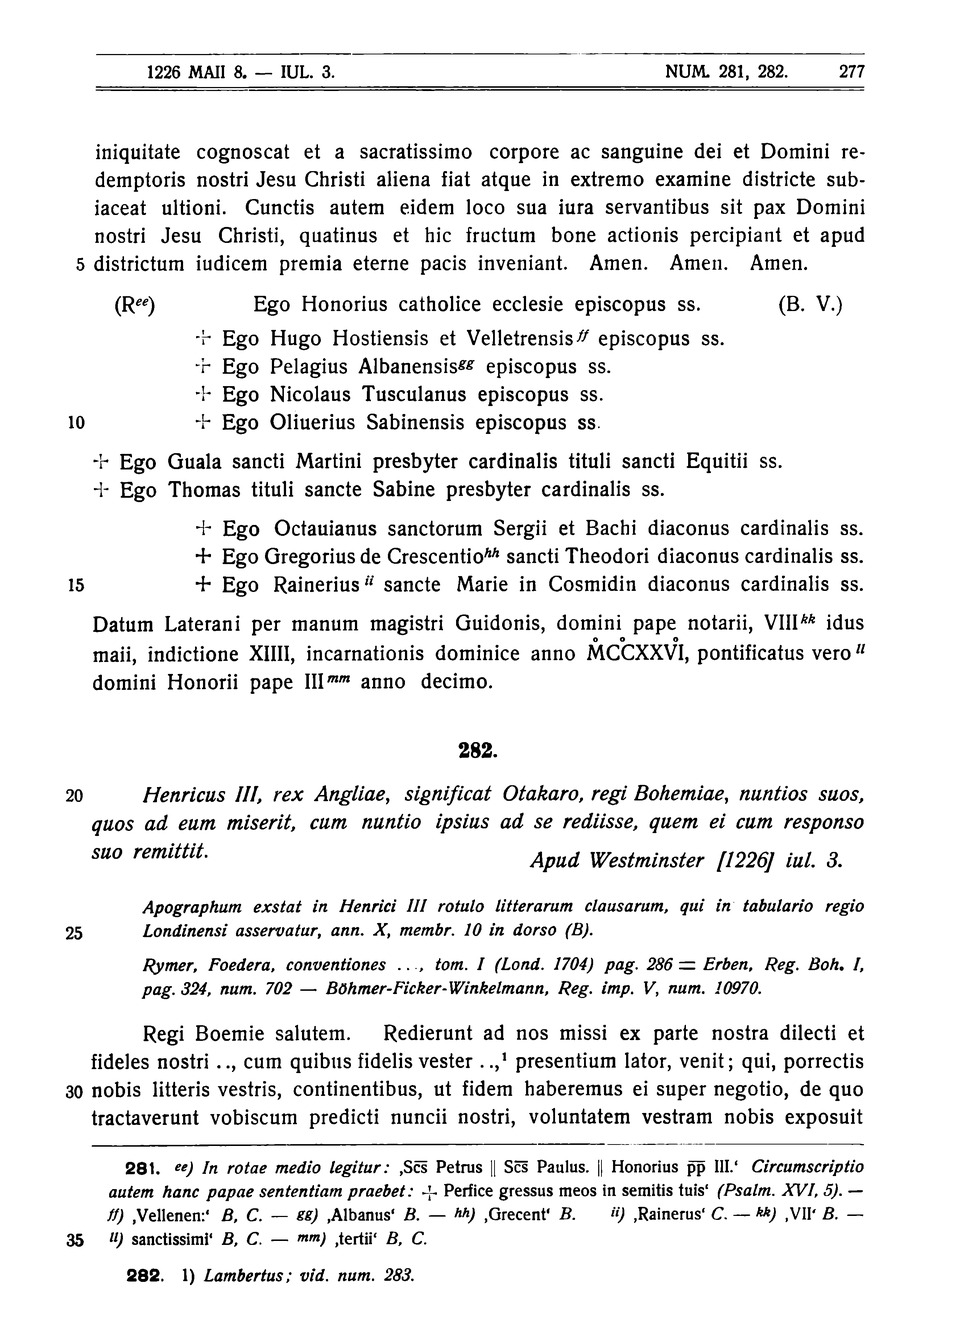 1226 MAII 8. — IUL. 3. NUM. 281, 282. 277
iniquitate cognoscat et a sacratissimo corpore ac sanguine dei et Domini re-
demptoris nostri Jesu Christi aliena fiat atque in extremo examine districte sub-
iaceat ultioni. Cunctis autem eidem loco sua iura servantibus sit pax Domini
nostri Jesu Christi, quatinus et hic fructum bone actionis percipiant et apud
5 districtum iudicem premia eterne pacis inveniant. Amen. Amen. Amen.
(R ee) Ego Honorius catholice ecclesie episcopus ss. (B. V.)
+ Ego Hugo Hostiensis et Velletrensis ff episcopus ss.
+ Ego Pelagius Albanensis gg episcopus ss.
+ Ego Nicolaus Tusculanus episcopus ss.
10 + Ego Oliuerius Sabinensis episcopus ss.
+ Ego Guala sancti Martini presbyter cardinalis tituli sancti Equitii ss.
+ Ego Thomas tituli sancte Sabine presbyter cardinalis ss.
+ Ego Octauianus sanctorum Sergii et Bachi diaconus cardinalis ss.
+ Ego Gregorius de Crescentio hh sancti Theodori diaconus cardinalis ss.
15 + Ego Rainerius ii sancte Marie in Cosmidin diaconus cardinalis ss.
Datum Laterani per manum magistri Guidonis, domini pape notarii, VIII kk idus
maii, indictione XIIII, incarnationis dominice anno M̊CC̊XXVI̊, pontificatus vero ll
domini Honorii pape III mm anno decimo.
282.
20 Henricus III, rex Angliae, significat Otakaro, regi Bohemiae, nuntios suos,
quos ad eum miserit, cum nuntio ipsius ad se rediisse, quem ei cum responso
suo remittit.
Apud Westminster [1226] iul. 3.
Apographum exstat in Henrici III rotulo litterarum clausarum, qui in tabulario regio
25 Londinensi asservatur, ann. X, membr. 10 in dorso (B).
Rymer, Foedera, conventiones . . ., tom. I (Lond. 1704) pag. 286 = Erben, Reg. Boh. I,
pag. 324, num. 702 — Böhmer-Ficker-Winkelmann, Reg. imp. V, num. 10970.
Regi Boemie salutem. Redierunt ad nos missi ex parte nostra dilecti et
fideles nostri . ., cum quibus fidelis vester . .,¹ presentium lator, venit; qui, porrectis
30 nobis litteris vestris, continentibus, ut fidem haberemus ei super negotio, de quo
tractaverunt vobiscum predicti nuncii nostri, voluntatem vestram nobis exposuit
281. ee) In rotae medio legitur: ‚Sc̅s Petrus || Sc̅s Paulus. || Honorius p̅p̅ III.‘ Circumscriptio
autem hanc papae sententiam praebet: + Perfice gressus meos in semitis tuis‘ (Psalm. XVI, 5). —
ff) ‚Vellenen:‘ B, C. — gg) ‚Albanus‘ B. — hh) ‚Grecent‘ B. ii) ‚Rainerus‘ C. — kk) ‚VII‘ B. —
35 ll) sanctissimi‘ B, C. — mm) ‚tertii‘ B, C.
282. 1) Lambertus; vid. num. 283.